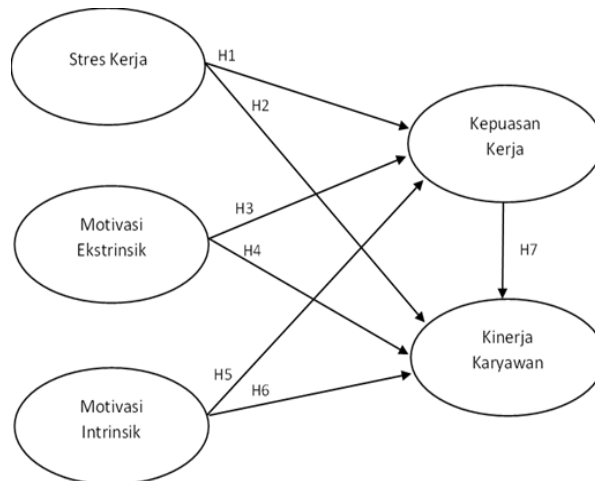 Stres Kerja
H1
H2
Kepuasan
Kerja
Motivasi
Ekstrinsik
H3
H4
H7
Kinerja
Karyawan
H5
H6
Motivasi
Intrinsik